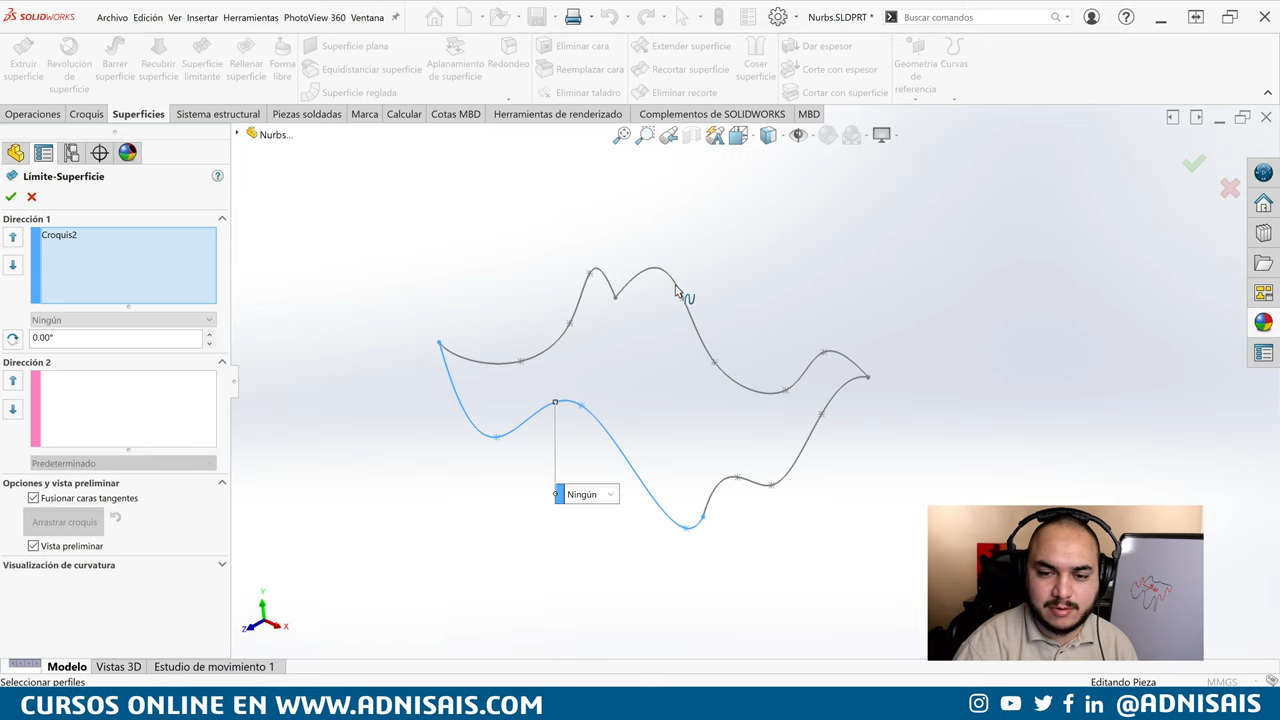 SOLIDWORKS
Archivo Edición Ver Insertar Herramientas PhotoView 360 Ventana
Nurbs.SLDPRT *
Buscar comandos
Extruir superficie
Revolución de superficie
Barrer superficie
Recubrir superficie
Superficie limitante
Rellenar superficie
Forma libre
Superficie plana
Equidistanciar superficie
Superficie reglada
Aplanamiento de superficie
Redondeo
Eliminar cara
Reemplazar cara
Eliminar taladro
Extender superficie
Recortar superficie
Eliminar recorte
Coser superficie
Dar espesor
Corte con espesor
Cortar con superficie
Geometría de referencia
Curvas
Operaciones Croquis Superficies Sistema estructural Piezas soldadas Marca Calcular Cotas MBD Herramientas de renderizado Complementos de SOLIDWORKS MBD
Nurbs...
Límite-Superficie
Dirección 1
Croquis2
Ningún
0.00°
Dirección 2
Predeterminado
Opciones y vista preliminar
Fusionar caras tangentes
Arrastrar croquis
Vista preliminar
Visualización de curvatura
Ningún
Y
Z
X
Modelo Vistas 3D Estudio de movimiento 1
Seleccionar perfiles
Editando Pieza
MMGS
CURSOS ONLINE EN WWW.ADNISAIS.COM
@ADNISAIS